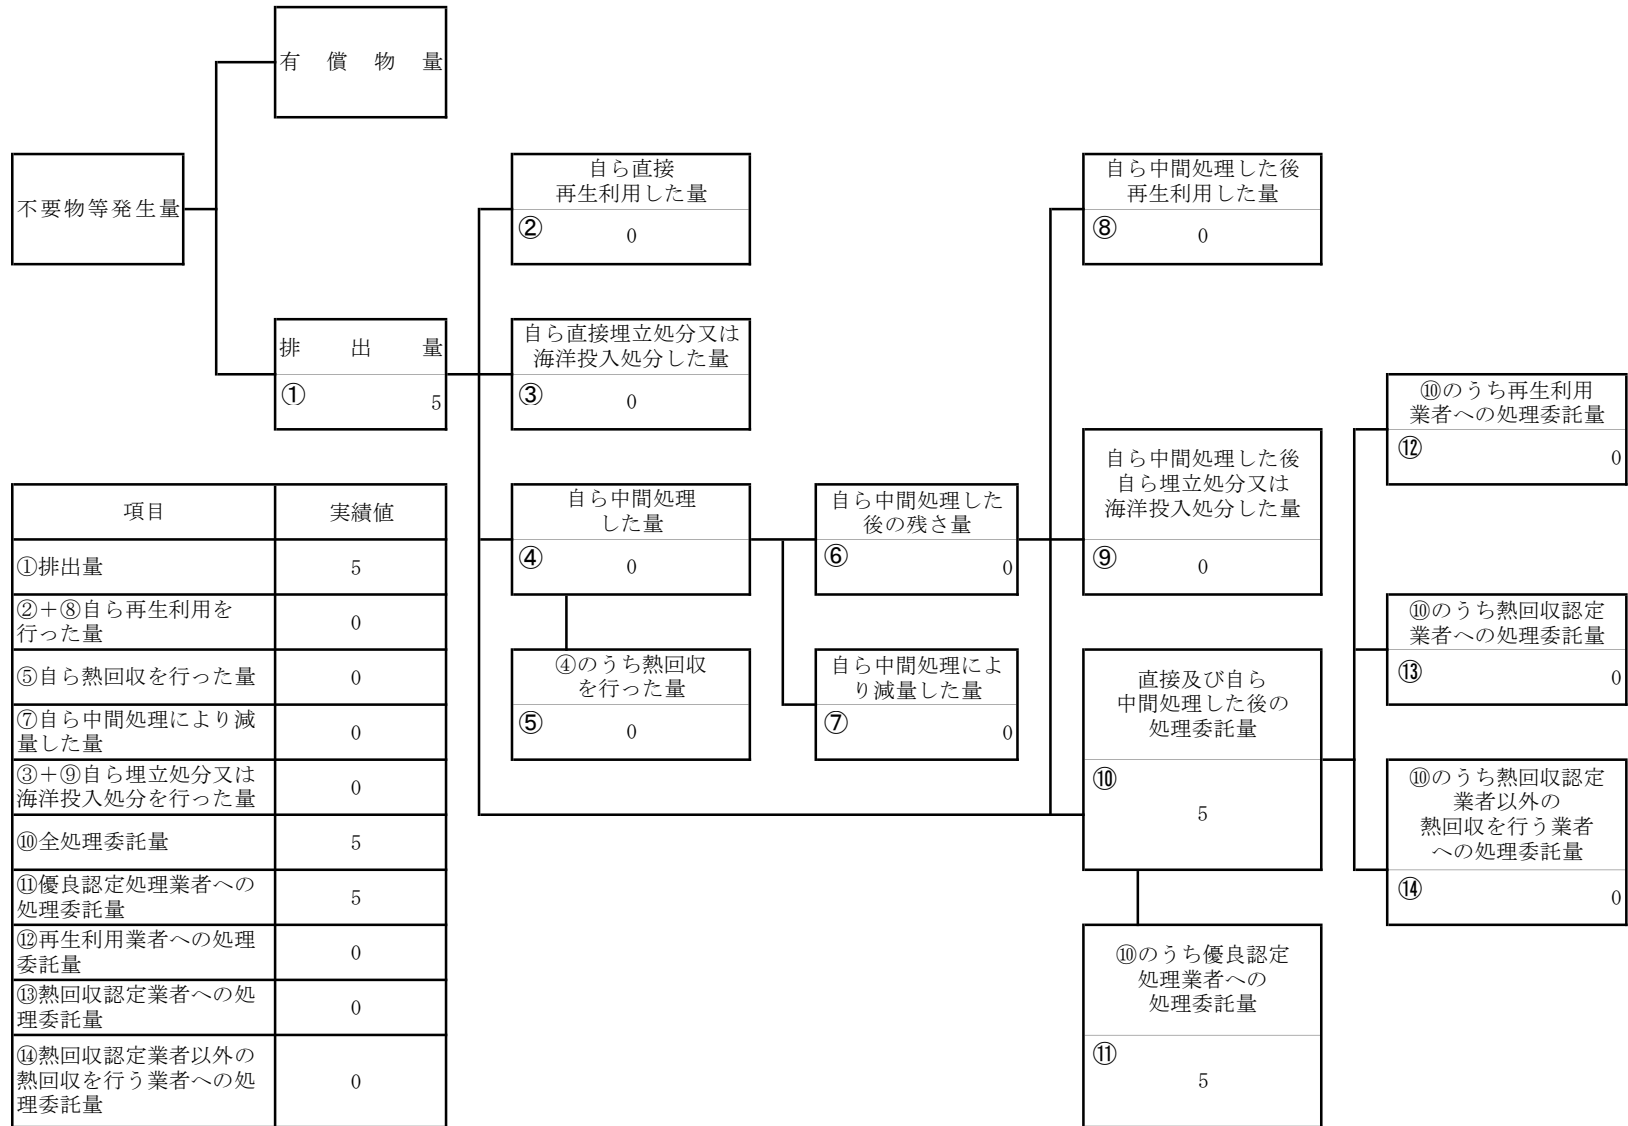 有償物量
不要物等発生量
排出量
①
5
自ら直接
再生利用した量
②
0
自ら直接埋立処分又は
海洋投入処分した量
③
0
自ら中間処理
した量
④
0
④のうち熱回収
を行った量
⑤
0
自ら中間処理した
後の残さ量
⑥
0
自ら中間処理によ
り減量した量
⑦
0
自ら中間処理した後
再生利用した量
⑧
0
自ら中間処理した後
自ら埋立処分又は
海洋投入処分した量
⑨
0
直接及び自ら
中間処理した後の
処理委託量
⑩
5
⑩のうち優良認定
処理業者への
処理委託量
⑪
5
⑩のうち再生利用
業者への処理委託量
⑫
0
⑩のうち熱回収認定
業者への処理委託量
⑬
0
⑩のうち熱回収認定
業者以外の
熱回収を行う業者
への処理委託量
⑭
0
項目 実績値
①排出量 5
②+⑧自ら再生利用を
行った量 0
⑤自ら熱回収を行った量 0
⑦自ら中間処理により減
量した量 0
③+⑨自ら埋立処分又は
海洋投入処分を行った量 0
⑩全処理委託量 5
⑪優良認定処理業者への
処理委託量 5
⑫再生利用業者への処理
委託量 0
⑬熱回収認定業者への処
理委託量 0
⑭熱回収認定業者以外の
熱回収を行う業者への処
理委託量 0